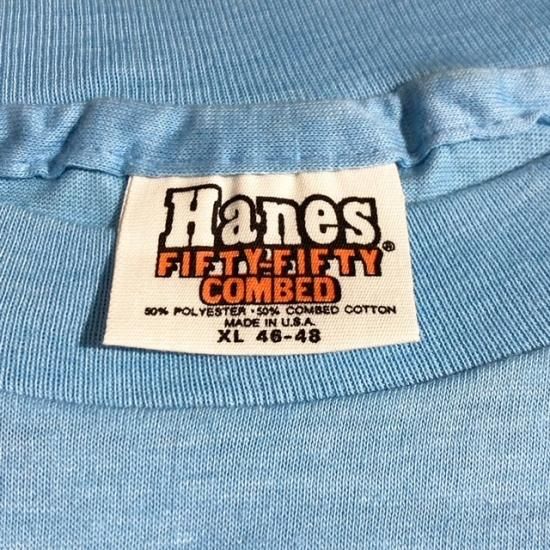 Hanes®
FIFTY-FIFTY
COMBED
50% POLYESTER · 50% COMBED COTTON
MADE IN U.S.A.
XL 46-48